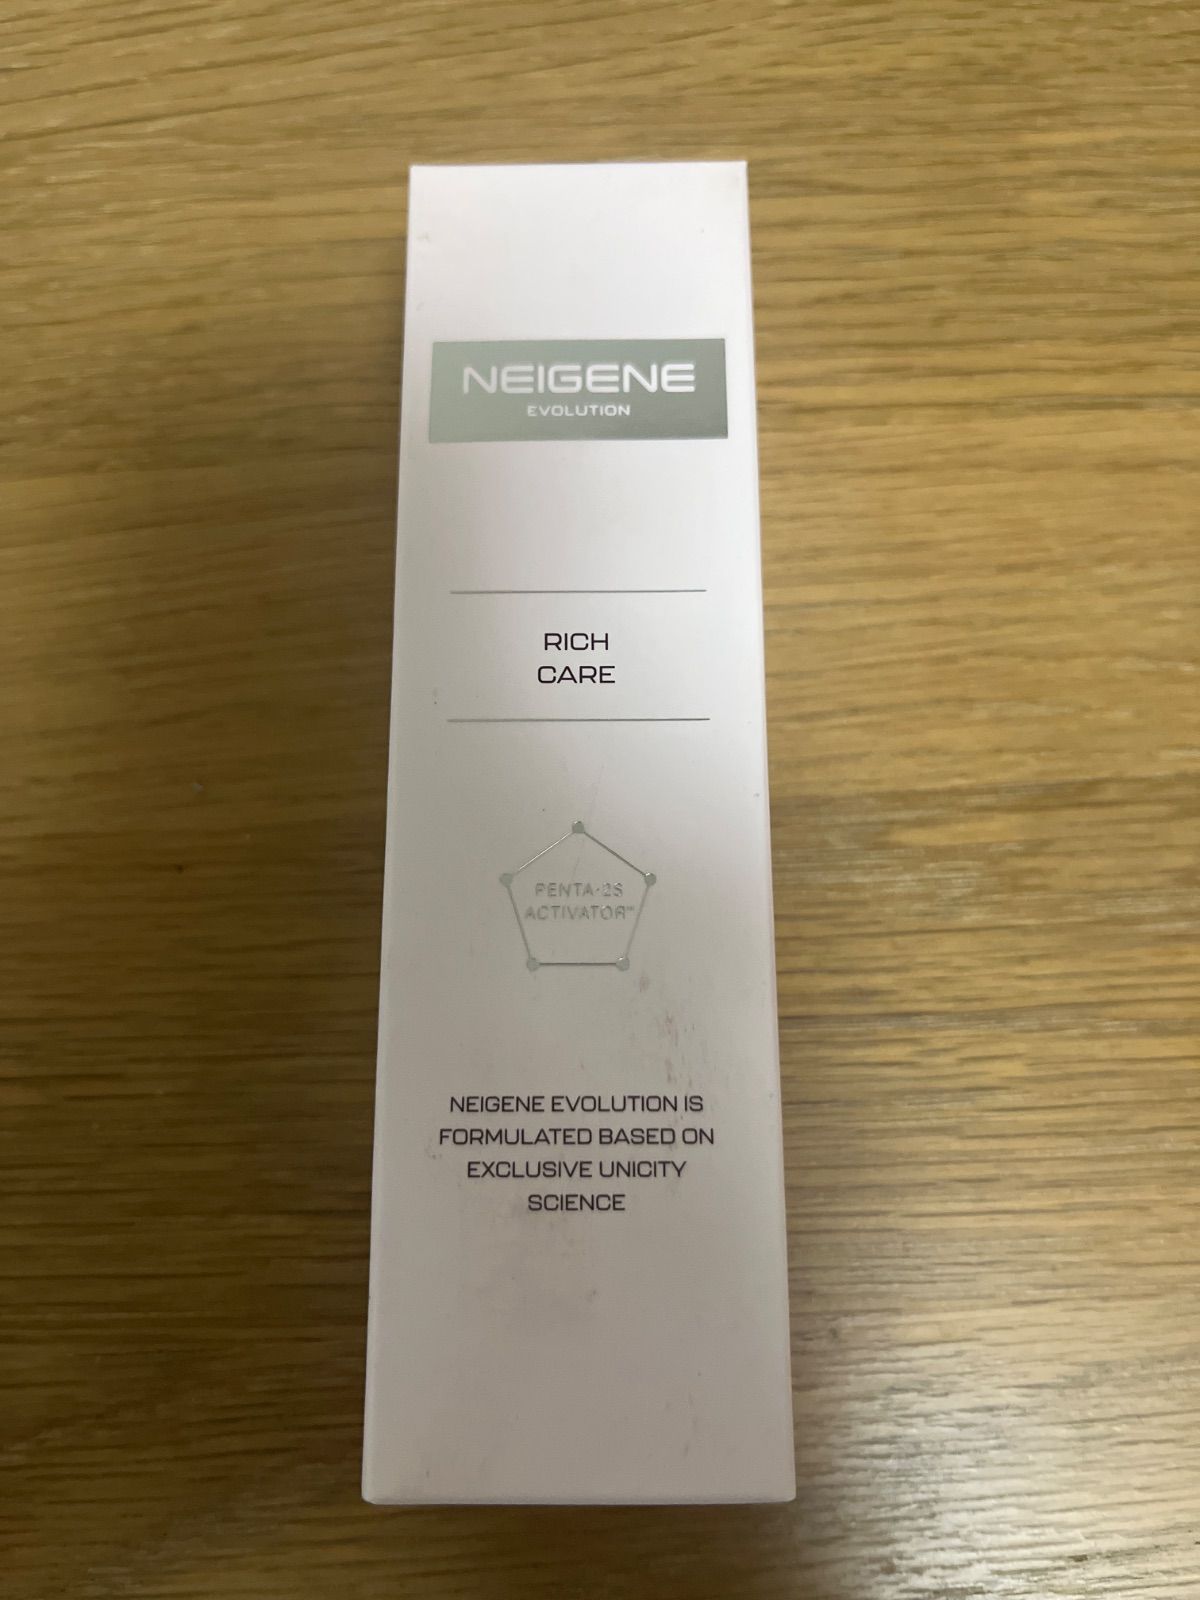 NEIGENE
EVOLUTION
RICH
CARE
PENTA·2S
ACTIVATOR™
NEIGENE EVOLUTION IS
FORMULATED BASED ON
EXCLUSIVE UNICITY
SCIENCE